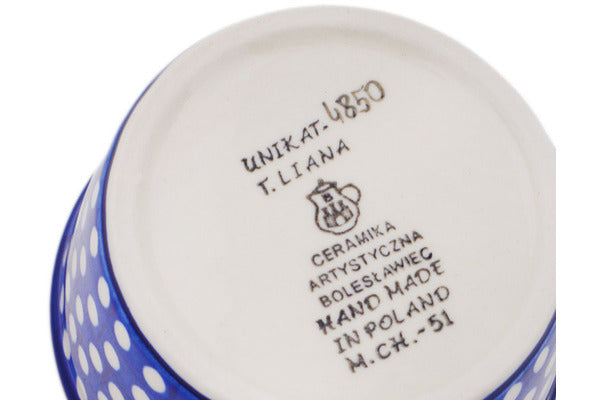 UNIKAT-4850
T. LIANA
B
CERAMIKA
ARTYSTYCZNA
BOLESŁAWIEC
HAND MADE
IN POLAND
M.CH.-51